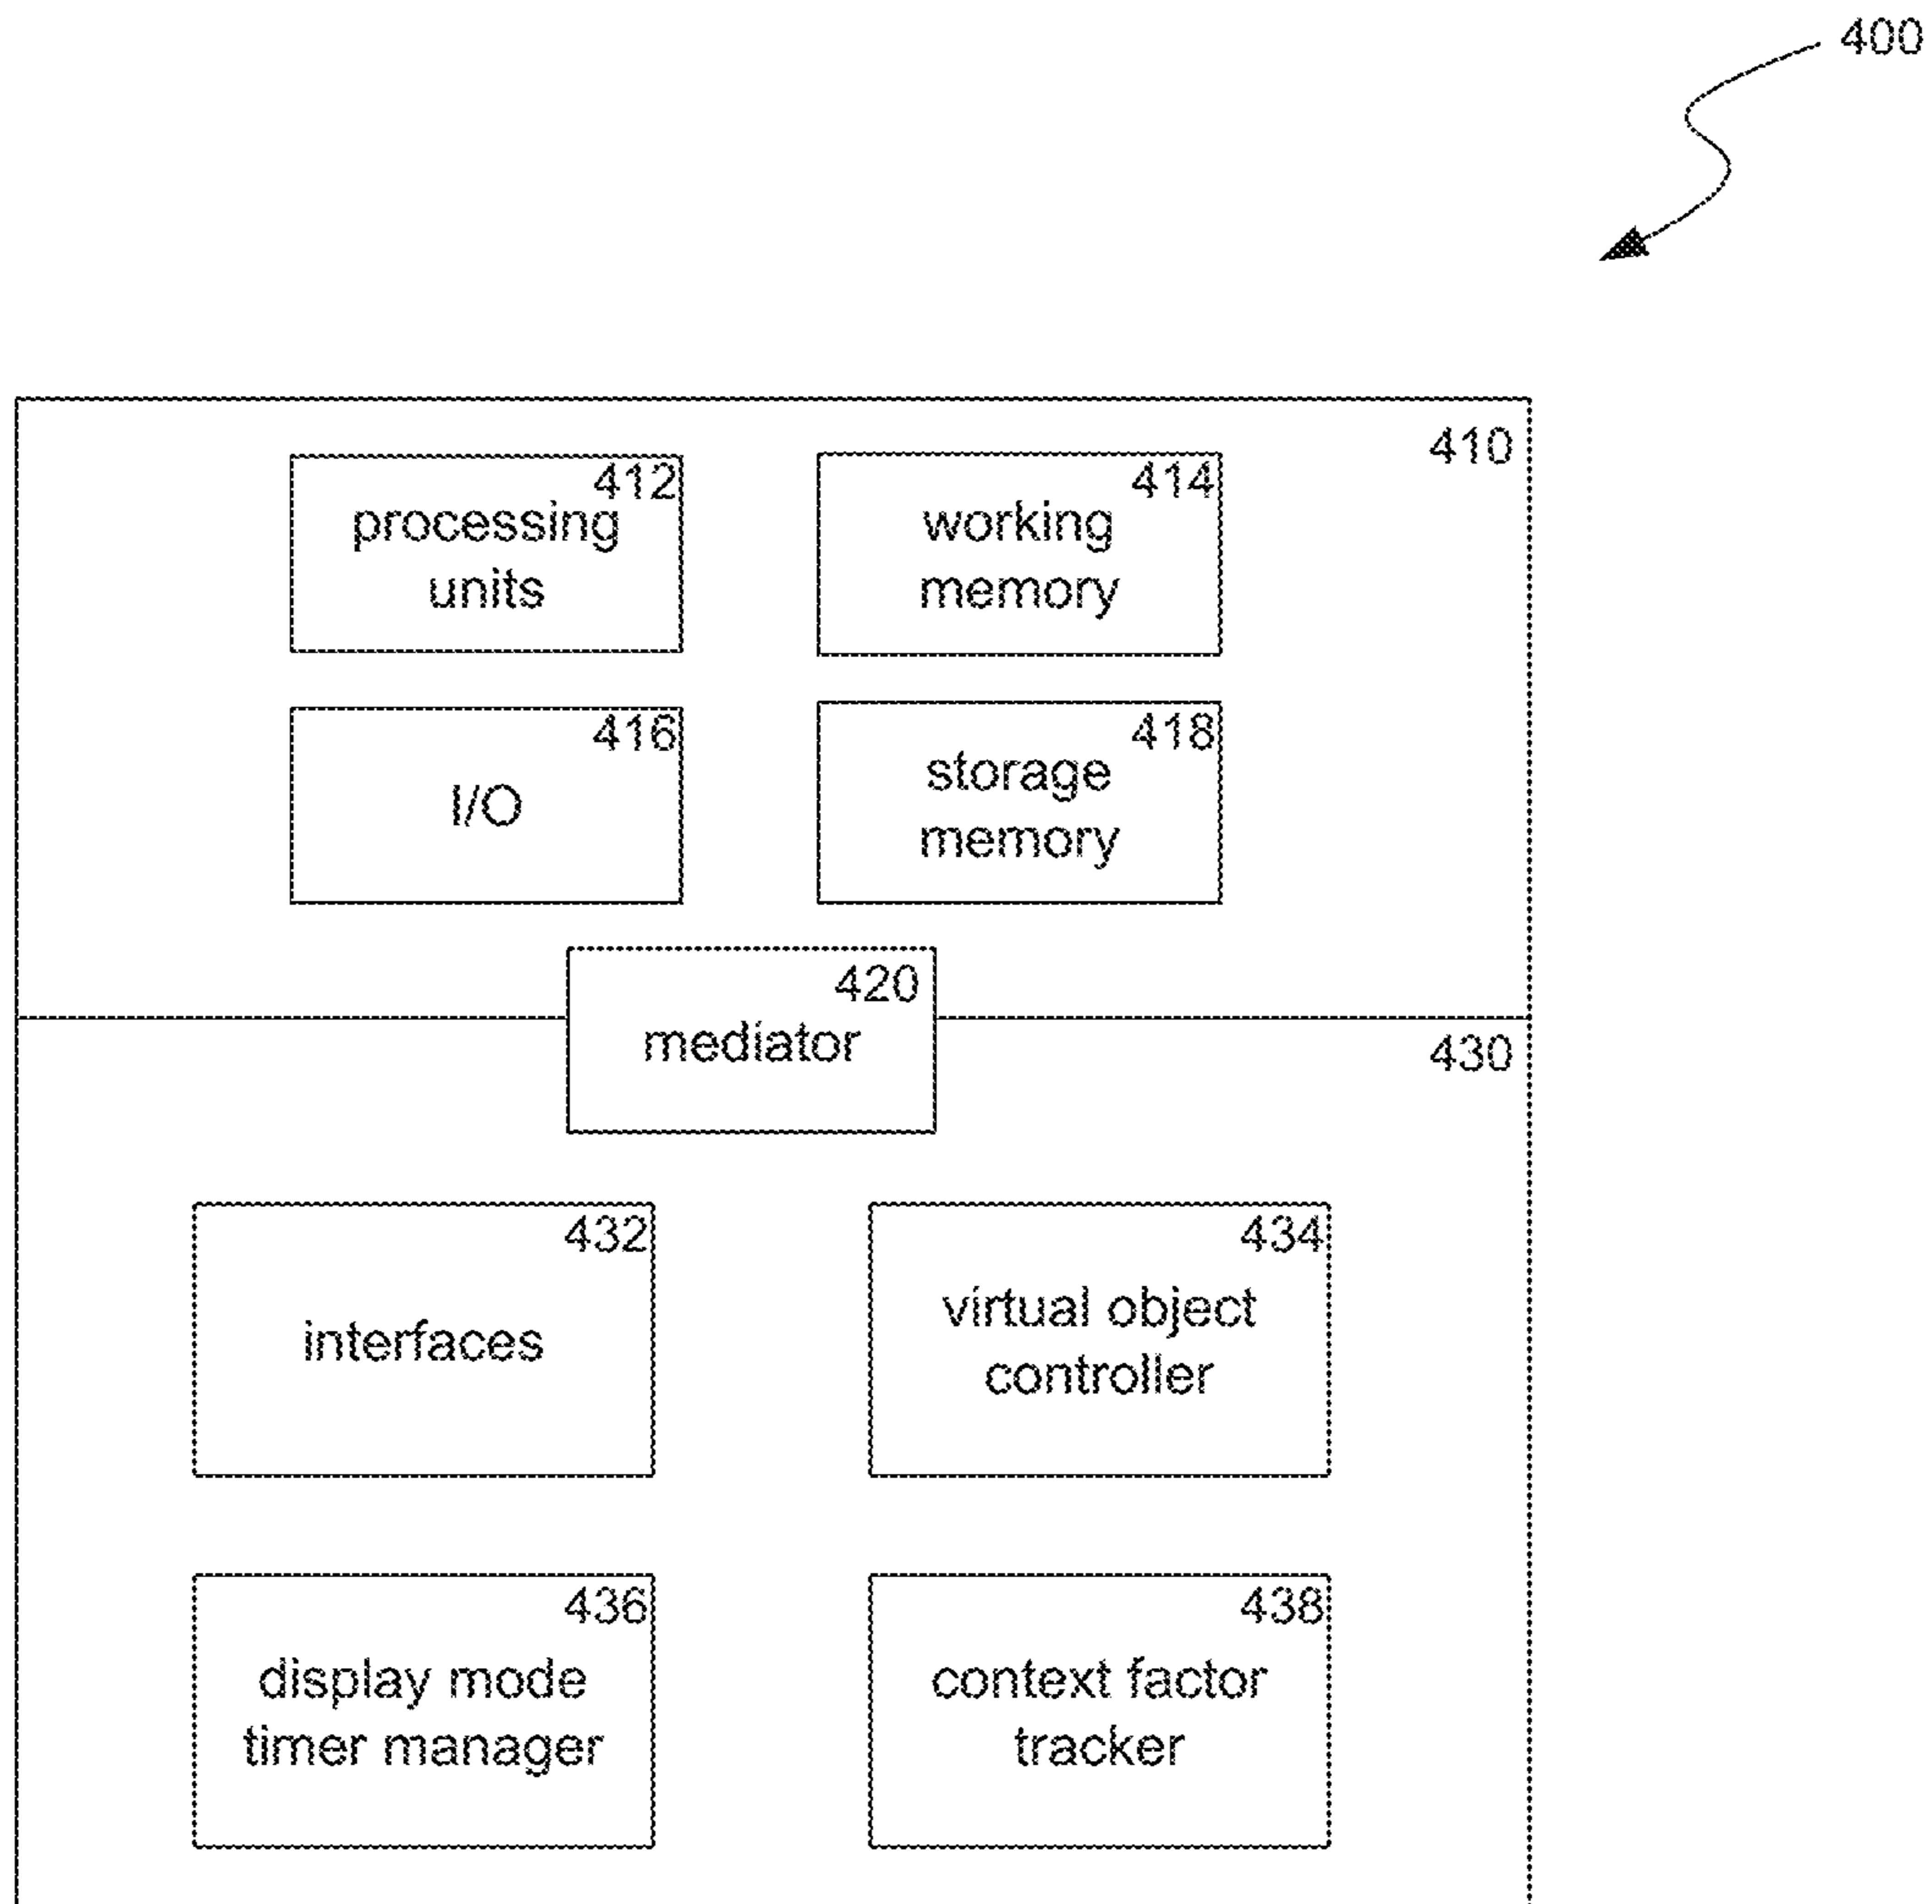 400
410
412
processing
units
414
working
memory
416
I/O
418
storage
memory
420
mediator
430
432
interfaces
434
virtual object
controller
436
display mode
timer manager
438
context factor
tracker